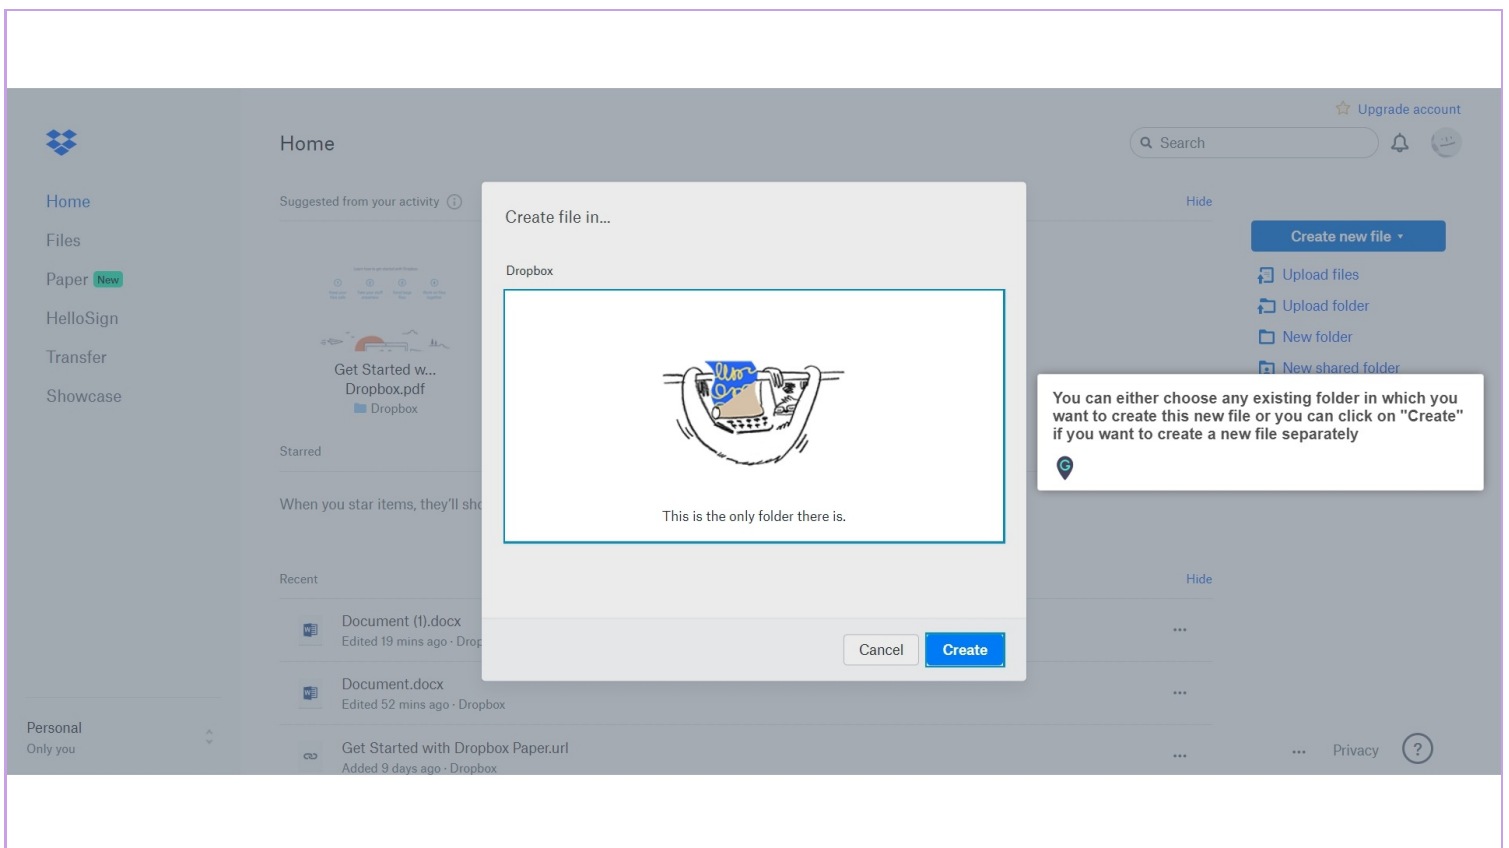 Upgrade account
Home
Search
Home
Files
Paper New
HelloSign
Transfer
Showcase
Suggested from your activity
Hide
Get Started w...
Dropbox.pdf
Dropbox
Starred
When you star items, they'll sho
Recent
Hide
Document (1).docx
Edited 19 mins ago · Drop
Document.docx
Edited 52 mins ago · Dropbox
Get Started with Dropbox Paper.url
Added 9 days ago · Dropbox
Create file in...
Dropbox
This is the only folder there is.
Cancel
Create
Create new file
Upload files
Upload folder
New folder
New shared folder
You can either choose any existing folder in which you
want to create this new file or you can click on "Create"
if you want to create a new file separately
G
Personal
Only you
Privacy
?